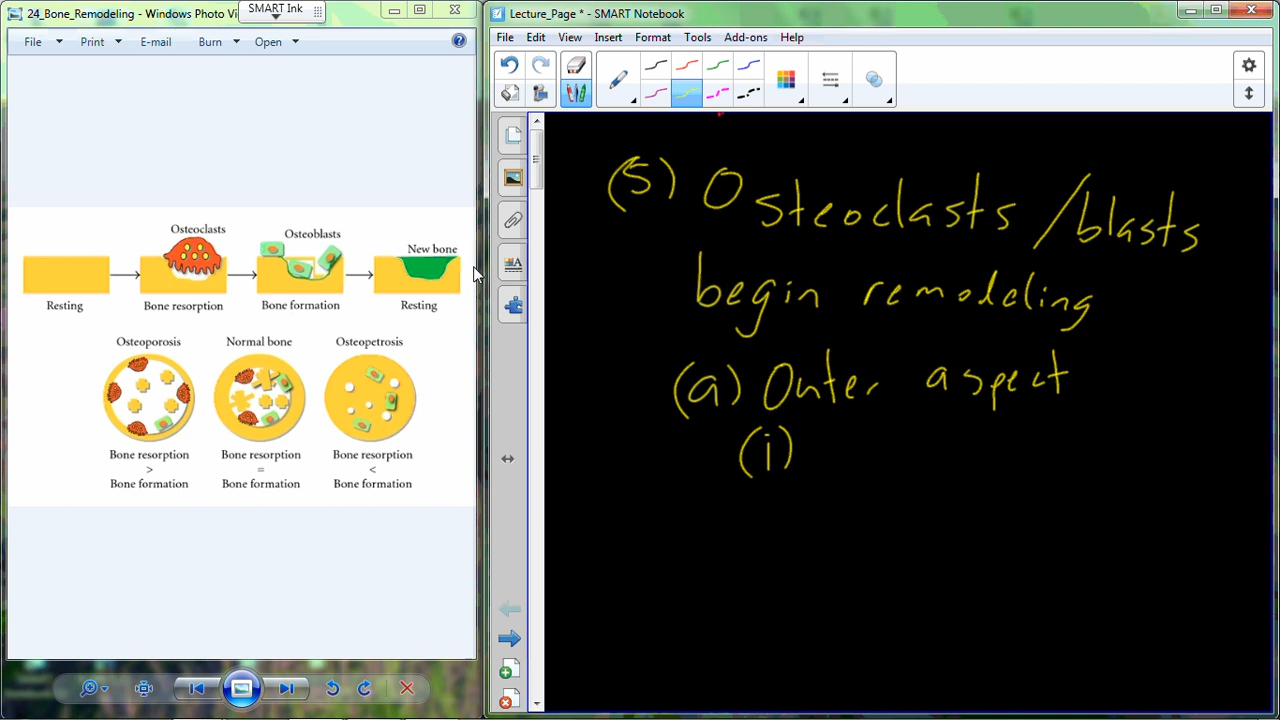 24_Bone_Remodeling - Windows Photo Vi
SMART Ink
File Print E-mail Burn Open
Osteoclasts
Osteoblasts
New bone
Resting Bone resorption Bone formation Resting
Osteoporosis Normal bone Osteopetrosis
Bone resorption Bone resorption Bone resorption
> = <
Bone formation Bone formation Bone formation
Lecture_Page * - SMART Notebook
File Edit View Insert Format Tools Add-ons Help
(5) Osteoclasts/blasts
begin remodeling
(a) Outer aspect
(i)